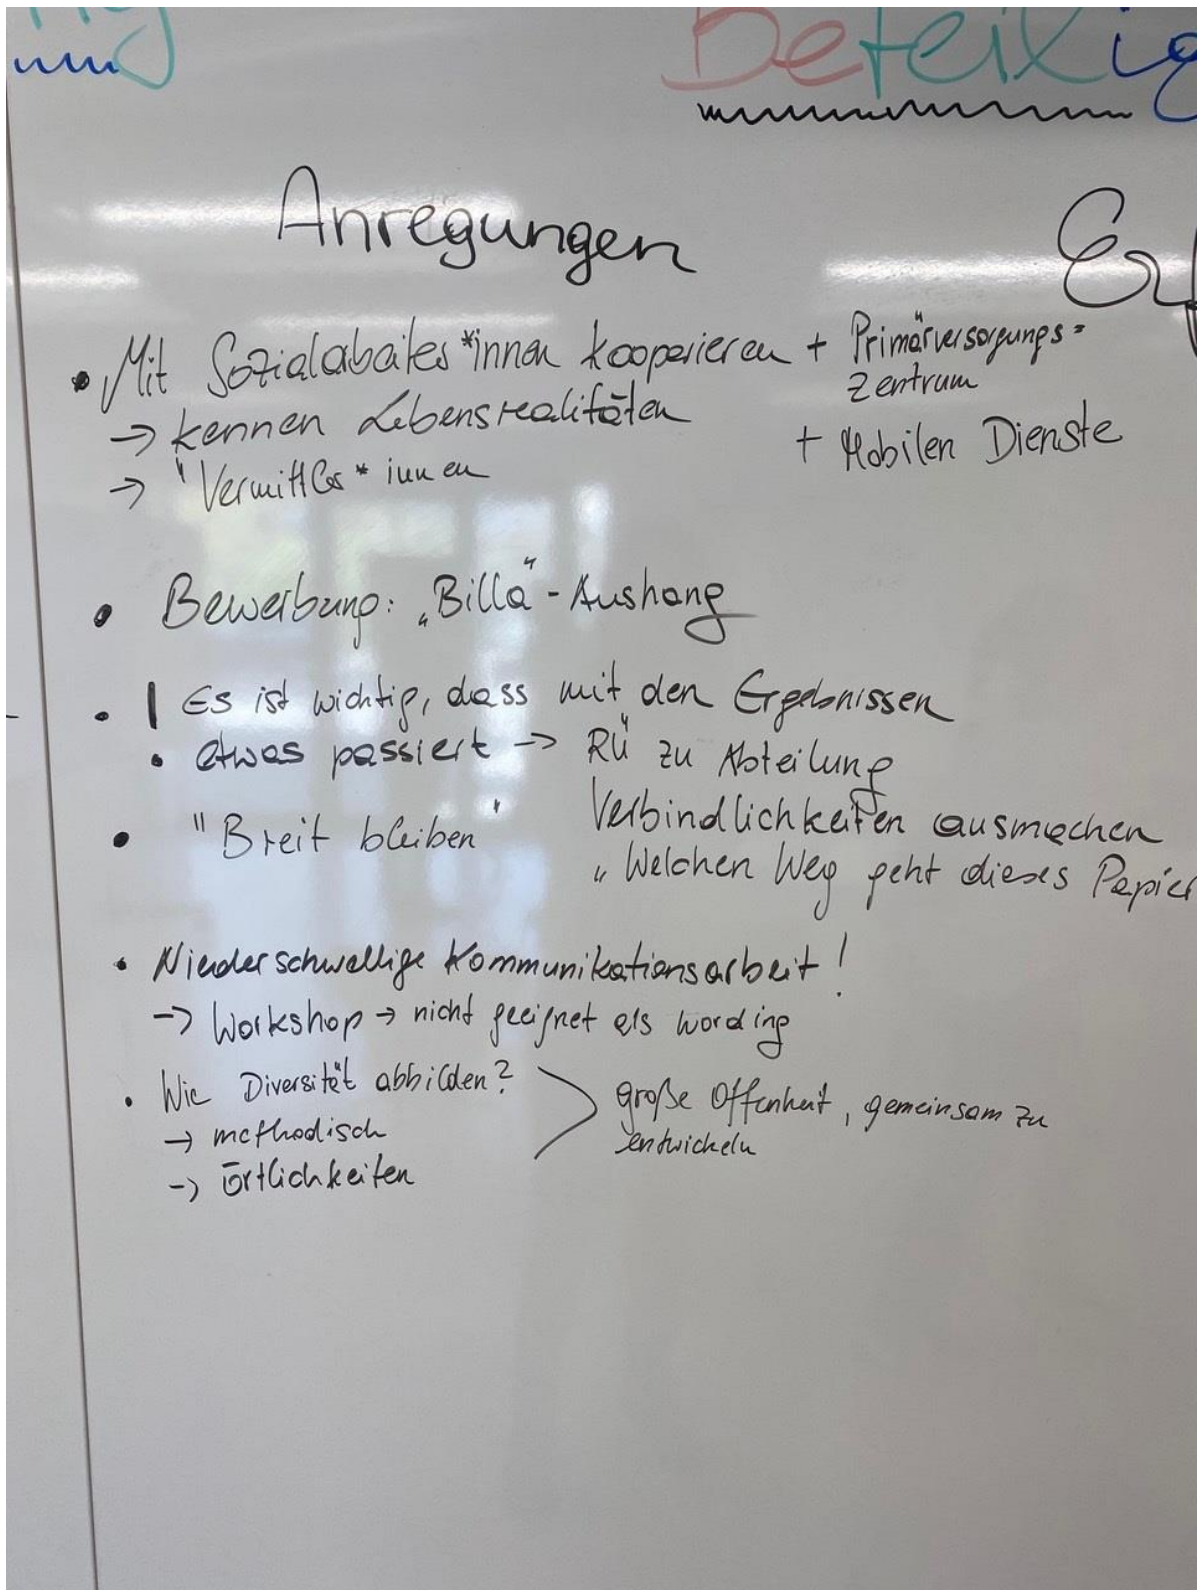 Beteilig
Anregungen
• Mit Sozialarbeiter*innen kooperieren + Primärversorgungs=
zentrum
→ kennen Lebensrealitäten
+ Mobilen Dienste
→ "Vermittler*innen
• Bewerbung: „Billa“-Aushang
• ! Es ist wichtig, dass mit den Ergebnissen
• etwas passiert → RÜ zu Abteilung
Verbindlichkeiten ausmachen
• "Breit bleiben"
„Welchen Weg geht dieses Papier
• Niederschwellige Kommunikationsarbeit!
→ Workshop → nicht geeignet als wording
• Wie Diversität abbilden?
→ methodisch
→ örtlichkeiten
große Offenheit, gemeinsam zu
entwickeln